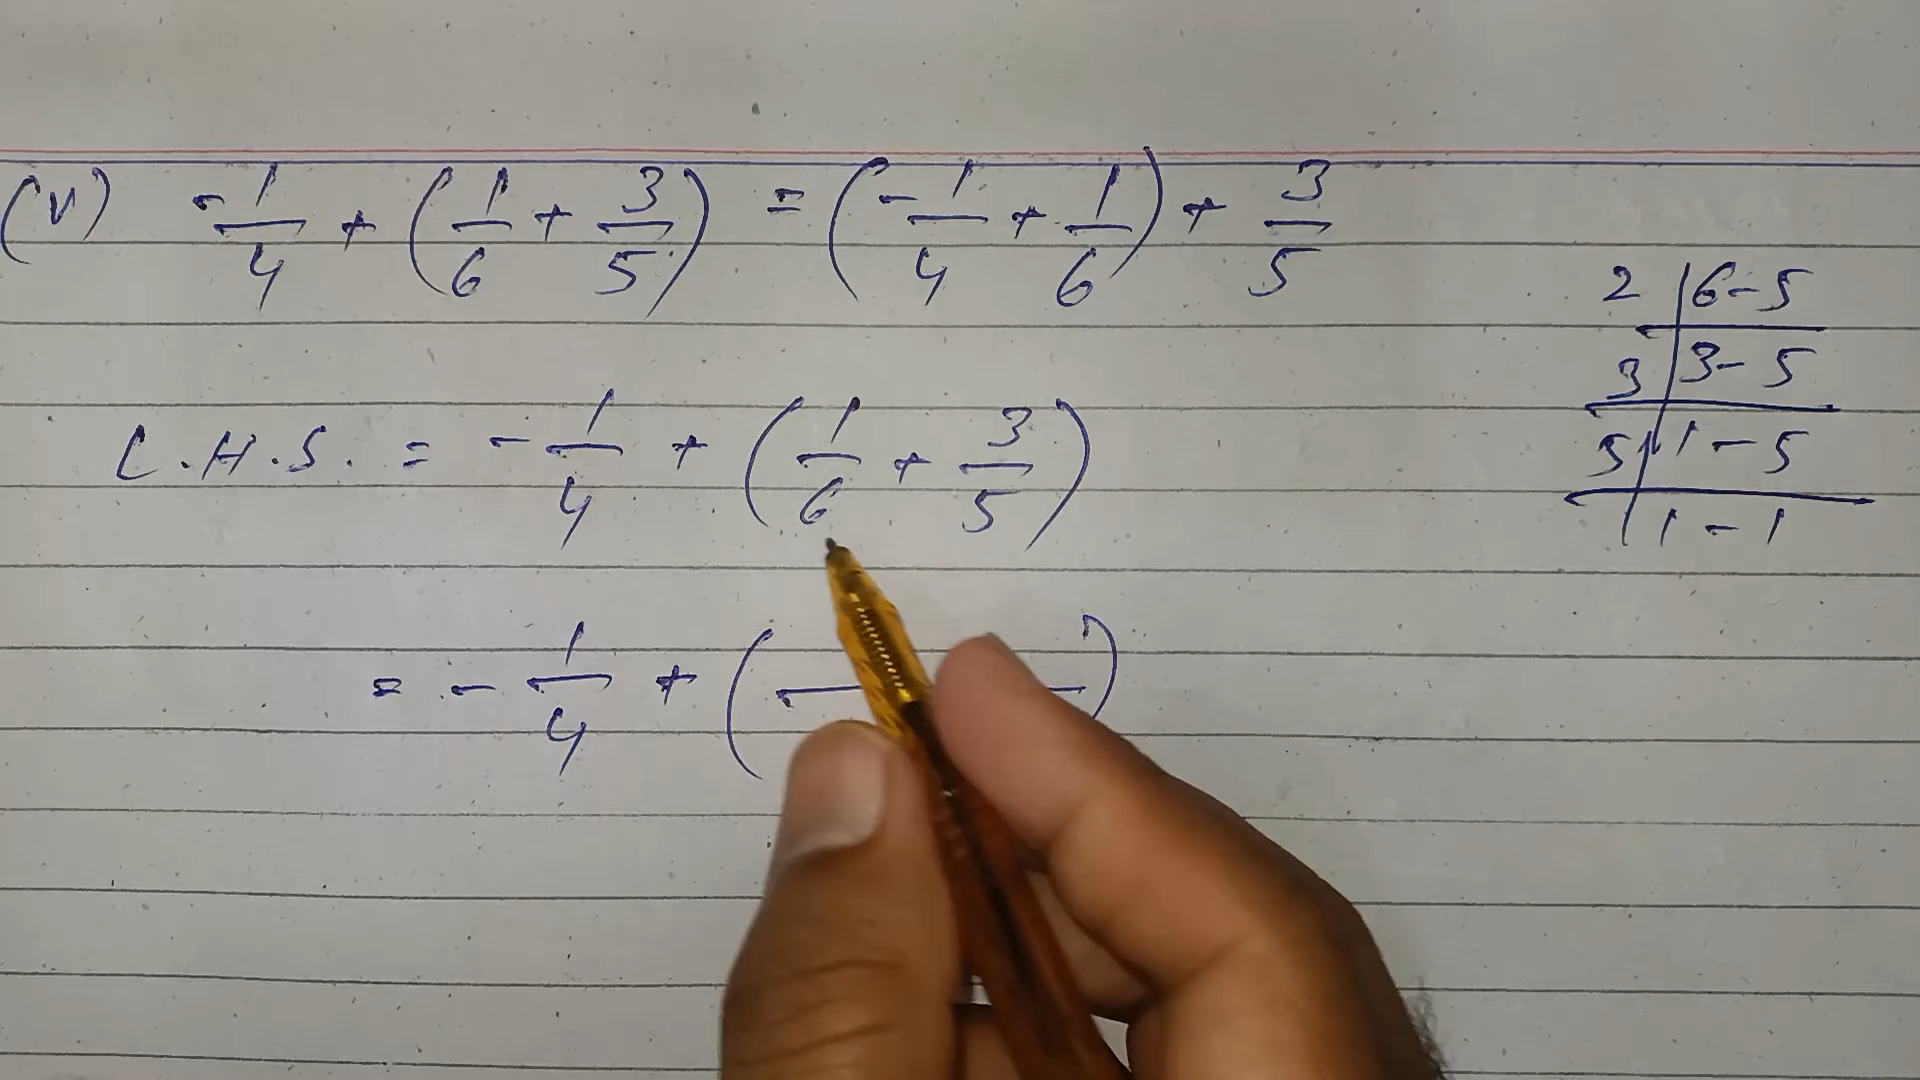 (v) -1/4 + (1/6 + 3/5) = (-1/4 + 1/6) + 3/5
2 | 6 - 5
3 | 3 - 5
5 | 1 - 5
| 1 - 1
L.H.S. = -1/4 + (1/6 + 3/5)
= -1/4 + ( )